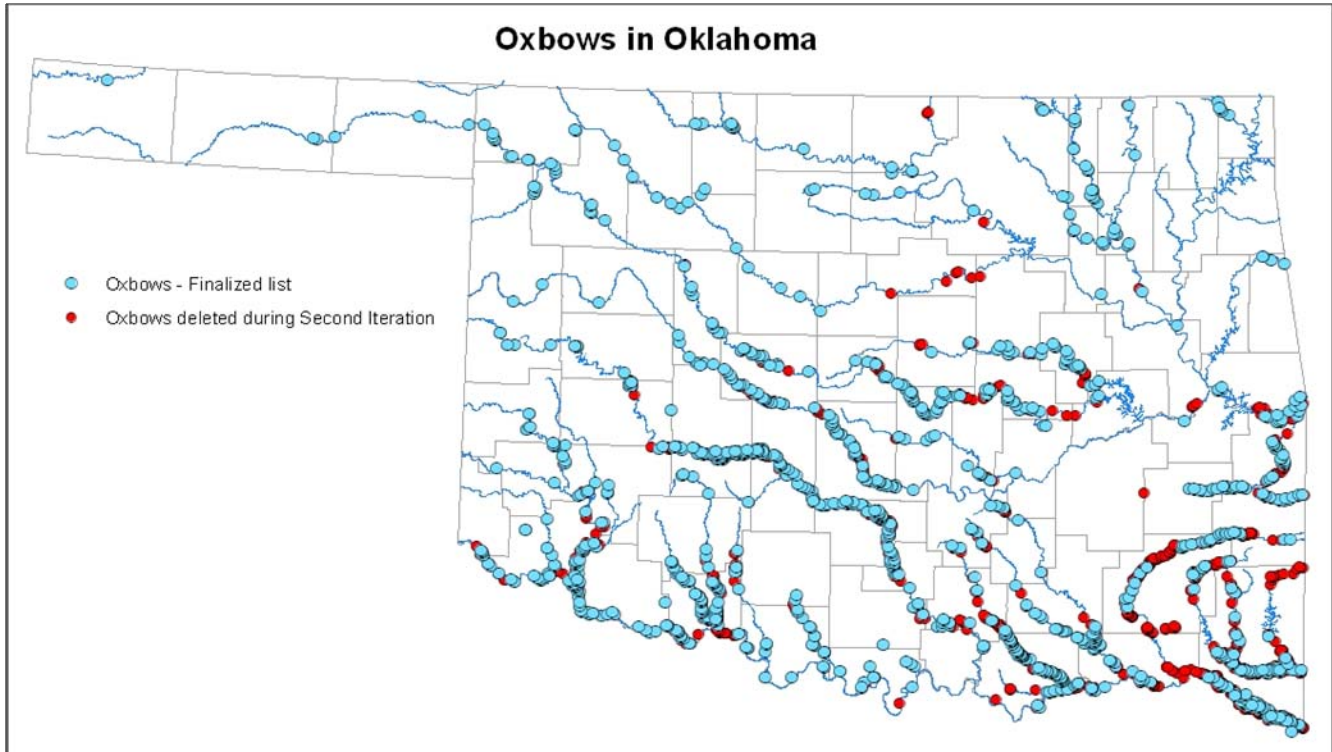 Oxbows in Oklahoma
Oxbows - Finalized list
Oxbows deleted during Second Iteration